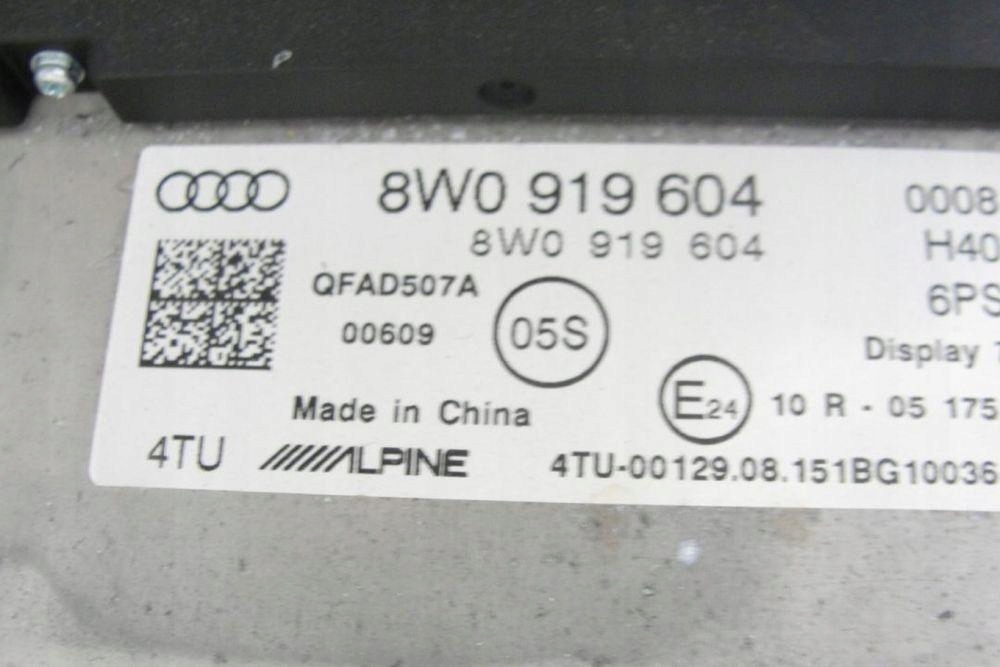 8W0 919 604 0008
8W0 919 604 H40
QFAD507A 6PS
00609 05S
Display
E24 10 R - 05 175
Made in China
4TU ALPINE 4TU-00129.08.151BG10036